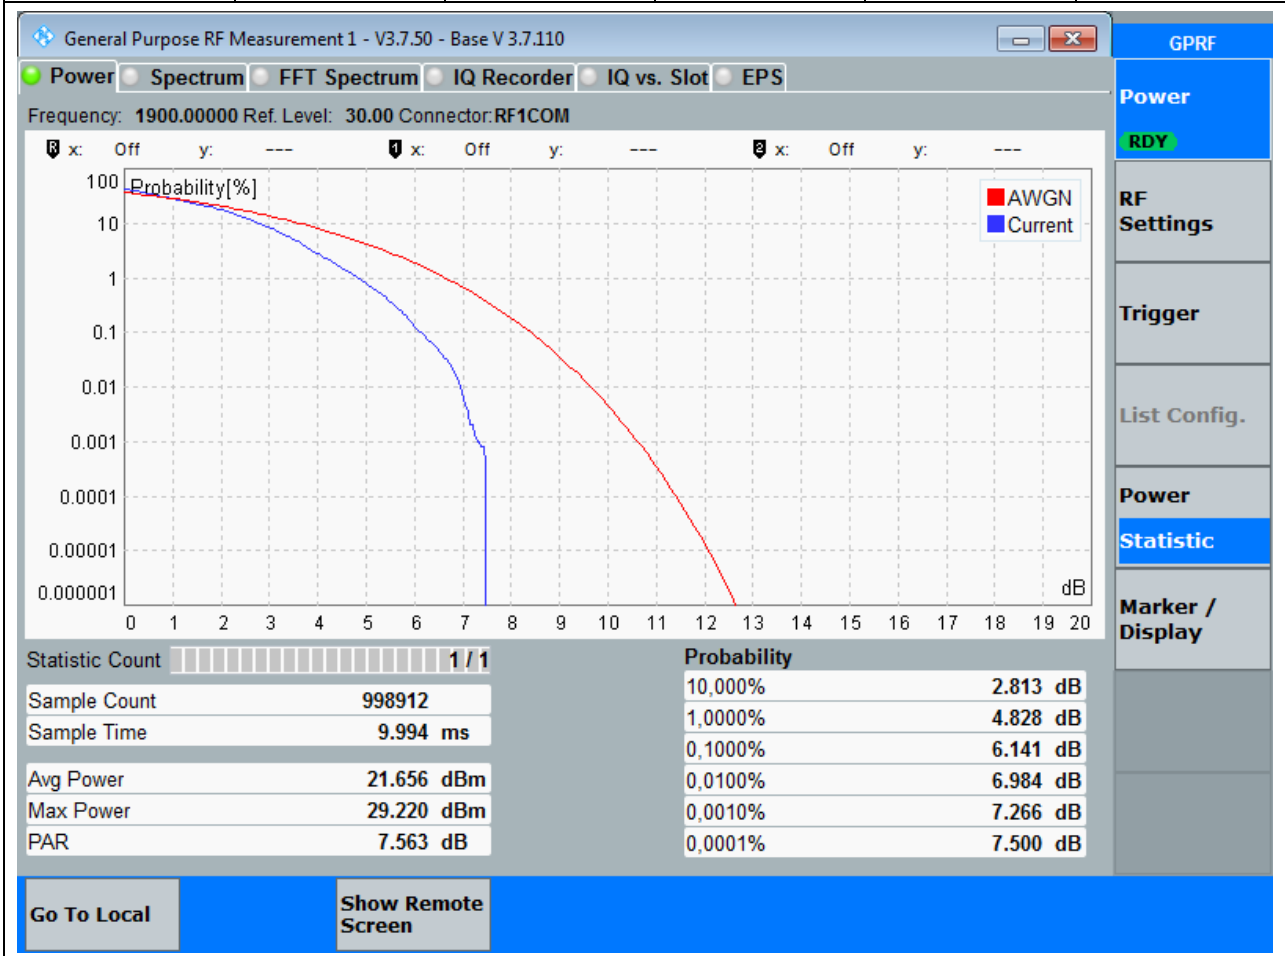 General Purpose RF Measurement 1 - V3.7.50 - Base V 3.7.110
GPRF
Power Spectrum FFT Spectrum IQ Recorder IQ vs. Slot EPS
Frequency: 1900.00000 Ref. Level: 30.00 Connector: RF1COM
R x: Off y: --- 1 x: Off y: --- 2 x: Off y: ---
Probability[%]
AWGN
Current
100
10
1
0.1
0.01
0.001
0.0001
0.00001
0.000001
dB
0 1 2 3 4 5 6 7 8 9 10 11 12 13 14 15 16 17 18 19 20
Statistic Count 1 / 1
Sample Count 998912
Sample Time 9.994 ms
Avg Power 21.656 dBm
Max Power 29.220 dBm
PAR 7.563 dB
Probability
10,000% 2.813 dB
1,0000% 4.828 dB
0,1000% 6.141 dB
0,0100% 6.984 dB
0,0010% 7.266 dB
0,0001% 7.500 dB
Power
RDY
RF
Settings
Trigger
List Config.
Power
Statistic
Marker /
Display
Go To Local
Show Remote
Screen